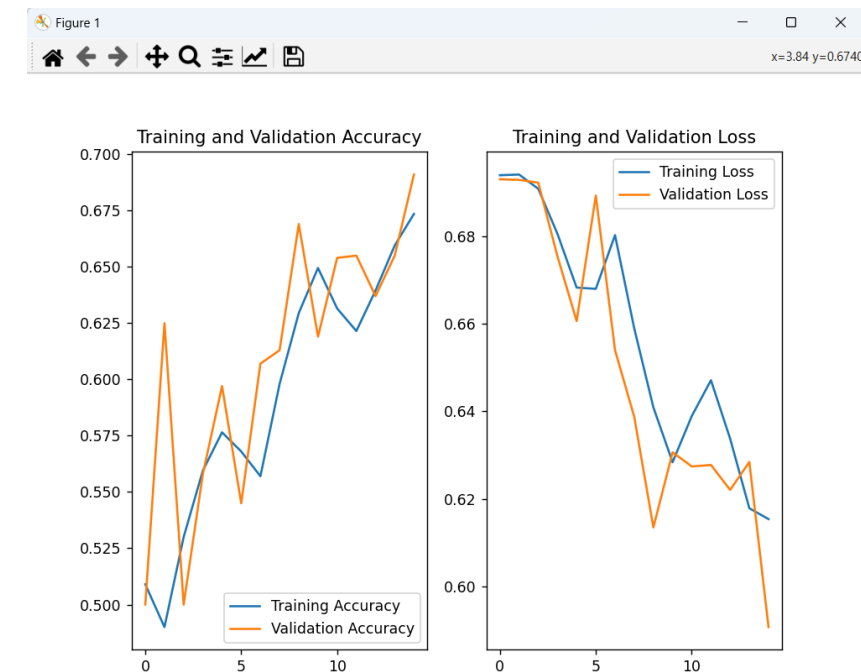 Figure 1
x=3.84 y=0.6740
Training and Validation Accuracy
0.700
0.675
0.650
0.625
0.600
0.575
0.550
0.525
0.500
Training Accuracy
Validation Accuracy
0 5 10
Training and Validation Loss
Training Loss
Validation Loss
0.68
0.66
0.64
0.62
0.60
0 5 10